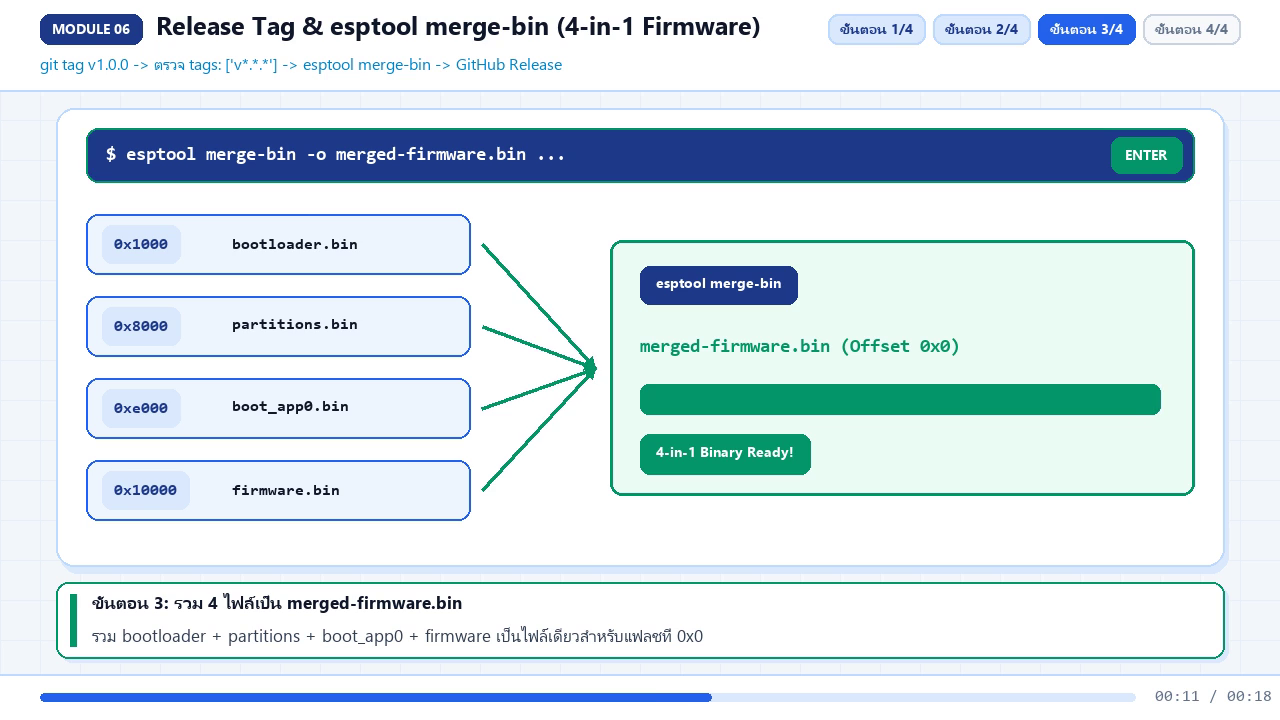 MODULE 06
Release Tag & esptool merge-bin (4-in-1 Firmware)
ขั้นตอน 1/4
ขั้นตอน 2/4
ขั้นตอน 3/4
ขั้นตอน 4/4
git tag v1.0.0 -> ตรวจ tags: ['v*.*.*'] -> esptool merge-bin -> GitHub Release
$ esptool merge-bin -o merged-firmware.bin ...
ENTER
0x1000 bootloader.bin
0x8000 partitions.bin
0xe000 boot_app0.bin
0x10000 firmware.bin
esptool merge-bin
merged-firmware.bin (Offset 0x0)
4-in-1 Binary Ready!
ขั้นตอน 3: รวม 4 ไฟล์เป็น merged-firmware.bin
รวม bootloader + partitions + boot_app0 + firmware เป็นไฟล์เดียวสำหรับแฟลชที่ 0x0
00:11 / 00:18